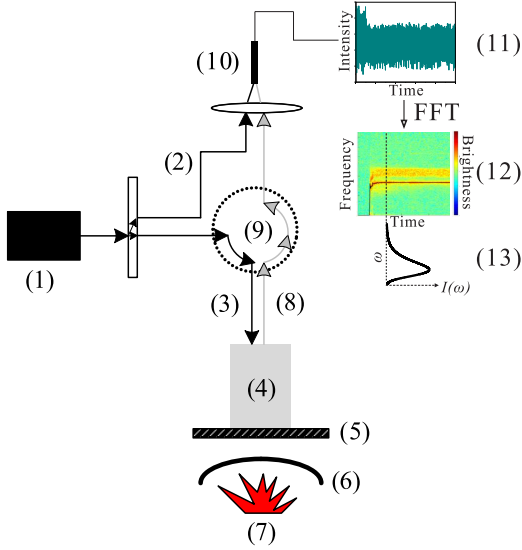 (10)
Intensity
Time
(11)
FFT
(2)
Frequency
Brightness
(12)
Time
(1)
(9)
ω
I(ω)
(13)
(3)
(8)
(4)
(5)
(6)
(7)